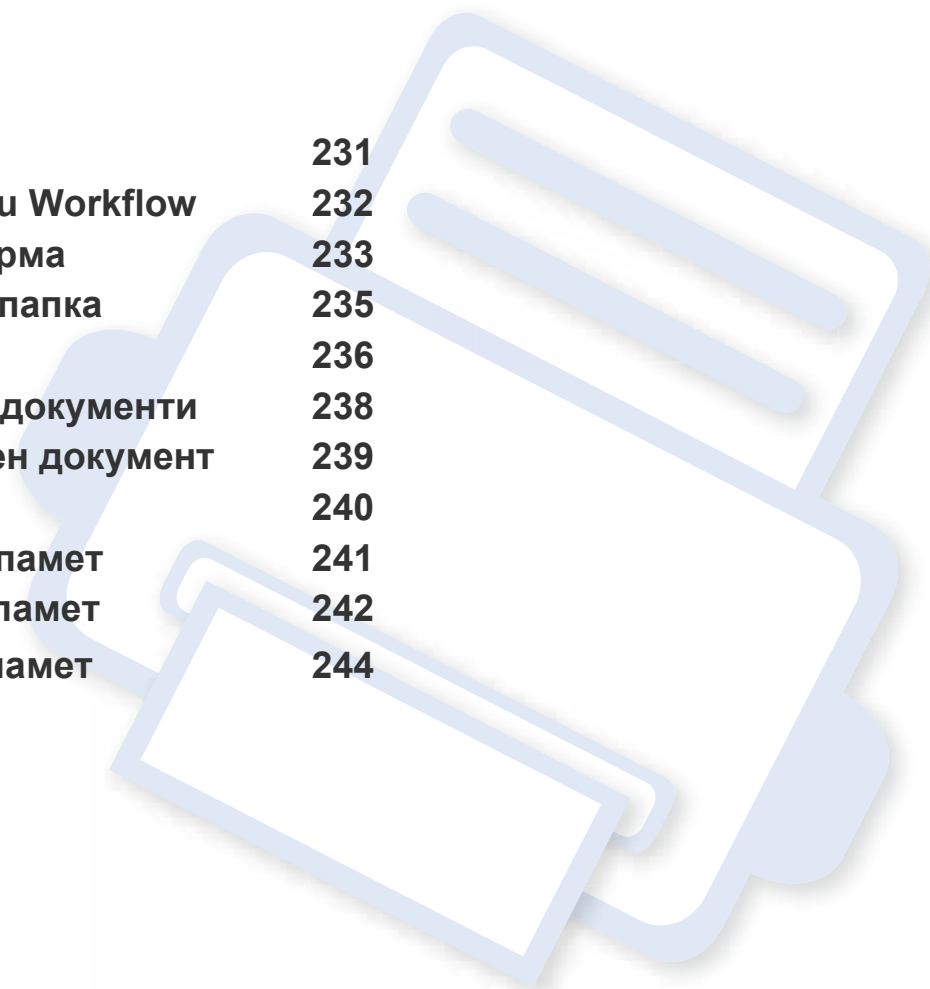 231
u Workflow 232
рма 233
папка 235
236
документи 238
ен документ 239
240
памет 241
памет 242
памет 244